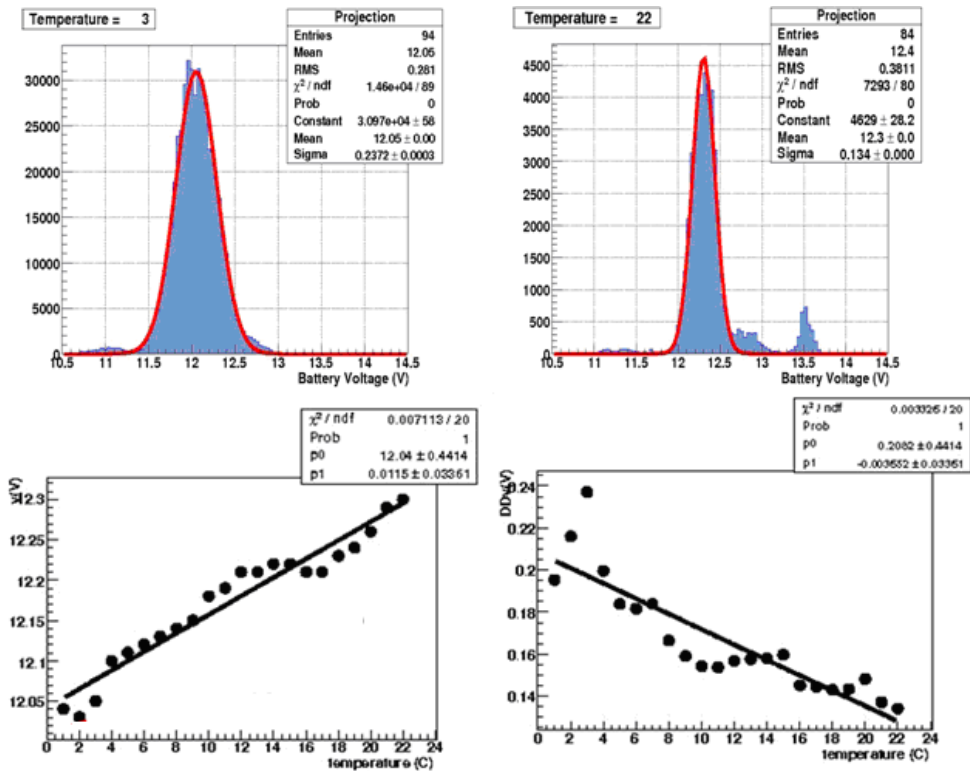 Temperature = 3
Projection
Entries 94
Mean 12.05
RMS 0.281
χ² / ndf 1.46e+04 / 89
Prob 0
Constant 3.097e+04 ± 58
Mean 12.05 ± 0.00
Sigma 0.2372 ± 0.0003
30000
25000
20000
15000
10000
5000
0
10.5 11 11.5 12 12.5 13 13.5 14 14.5
Battery Voltage (V)
Temperature = 22
Projection
Entries 84
Mean 12.4
RMS 0.3811
χ² / ndf 7293 / 80
Prob 0
Constant 4629 ± 28.2
Mean 12.3 ± 0.0
Sigma 0.134 ± 0.000
4500
4000
3500
3000
2500
2000
1500
1000
500
0
10.5 11 11.5 12 12.5 13 13.5 14 14.5
Battery Voltage (V)
χ² / ndf 0.007113 / 20
Prob 1
p0 12.04 ± 0.4414
p1 0.0115 ± 0.03361
12.3
12.25
12.2
12.15
12.1
12.05
0 2 4 6 8 10 12 14 16 18 20 22 24
temperature (C)
χ² / ndf 0.003326 / 20
Prob 1
p0 0.2082 ± 0.4414
p1 -0.003552 ± 0.03361
0.24
0.22
0.2
0.18
0.16
0.14
0 2 4 6 8 10 12 14 16 18 20 22 24
temperature (C)